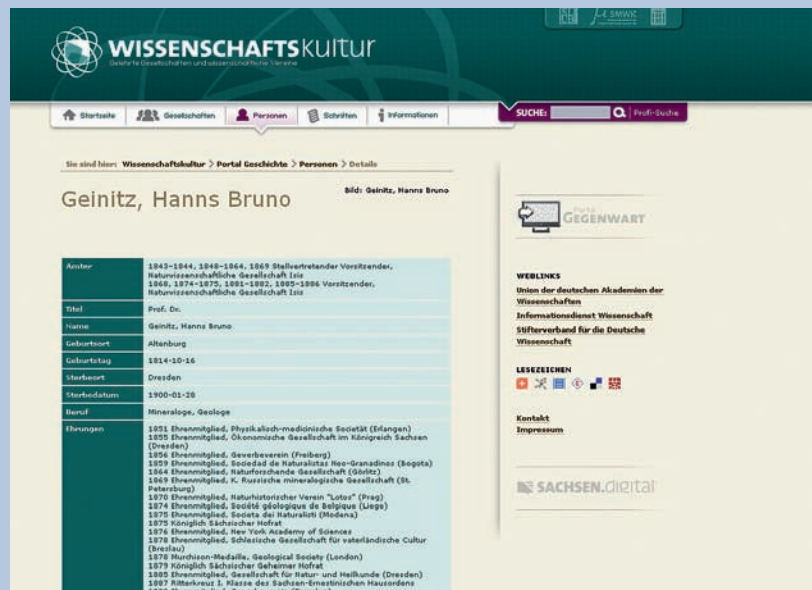 SLUB
SMWK
WISSENSCHAFTSKultur
Gelehrte Gesellschaften und wissenschaftliche Vereine
Startseite
Gesellschaften
Personen
Schriften
Informationen
SUCHE:
Profi-Suche
Sie sind hier: Wissenschaftskultur > Portal Geschichte > Personen > Details
Geinitz, Hanns Bruno
Bild: Geinitz, Hanns Bruno
Ämter
1843-1844, 1848-1864, 1869 Stellvertretender Vorsitzender,
Naturwissenschaftliche Gesellschaft Isis
1868, 1874-1875, 1881-1882, 1885-1886 Vorsitzender,
Naturwissenschaftliche Gesellschaft Isis
Titel
Prof. Dr.
Name
Geinitz, Hanns Bruno
Geburtsort
Altenburg
Geburtstag
1814-10-16
Sterbeort
Dresden
Sterbedatum
1900-01-28
Beruf
Mineraloge, Geologe
Ehrungen
1851 Ehrenmitglied, Physikalisch-medicinische Societät (Erlangen)
1855 Ehrenmitglied, Ökonomische Gesellschaft im Königreich Sachsen
(Dresden)
1856 Ehrenmitglied, Gewerbeverein (Freiberg)
1859 Ehrenmitglied, Sociedad de Naturalistas Neo-Granadinos (Bogota)
1864 Ehrenmitglied, Naturforschende Gesellschaft (Görlitz)
1869 Ehrenmitglied, K. Russische mineralogische Gesellschaft (St.
Petersburg)
1870 Ehrenmitglied, Naturhistorischer Verein "Lotos" (Prag)
1874 Ehrenmitglied, Société géologique de Belgique (Liege)
1875 Ehrenmitglied, Societa dei Naturalisti (Modena)
1875 Königlich Sächsischer Hofrat
1876 Ehrenmitglied, New York Academy of Sciences
1878 Ehrenmitglied, Schlesische Gesellschaft für vaterländische Cultur
(Breslau)
1878 Murchison-Medaille, Geological Society (London)
1879 Königlich Sächsischer Geheimer Hofrat
1885 Ehrenmitglied, Gesellschaft für Natur- und Heilkunde (Dresden)
1887 Ritterkreuz I. Klasse des Sachsen-Ernestinischen Hausordens
Portal
GEGENWART
WEBLINKS
Union der deutschen Akademien der
Wissenschaften
Informationsdienst Wissenschaft
Stifterverband für die Deutsche
Wissenschaft
LESEZEICHEN
Kontakt
Impressum
SACHSEN.digital